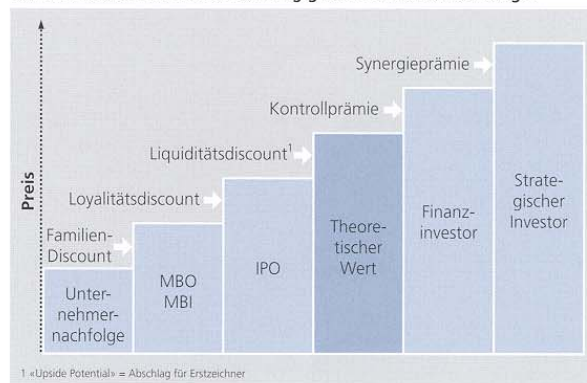 Synergieprämie
Kontrollprämie
Liquiditätsdiscount¹
Loyalitätsdiscount
Familien-
Discount
Preis
Unter-
nehmer-
nachfolge
MBO
MBI
IPO
Theore-
tischer
Wert
Finanz-
investor
Strate-
gischer
Investor
1 «Upside Potential» = Abschlag für Erstzeichner